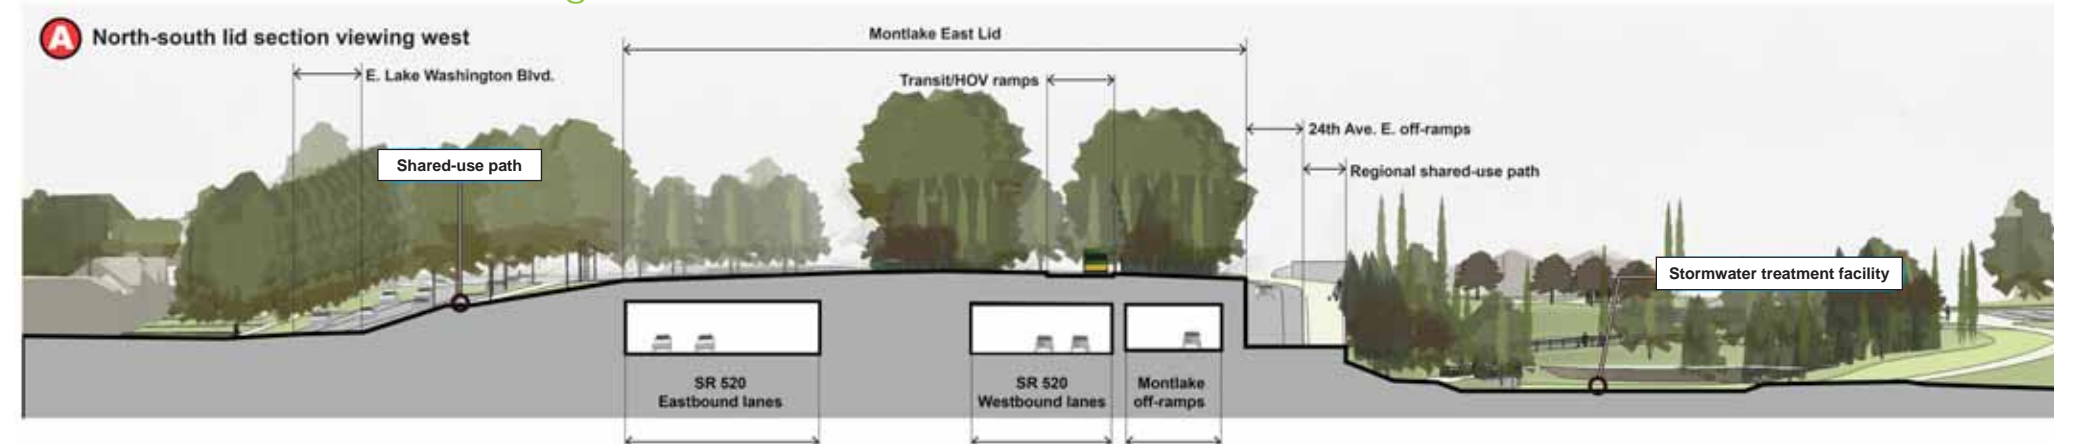 A
North-south lid section viewing west
Montlake East Lid
E. Lake Washington Blvd.
Transit/HOV ramps
24th Ave. E. off-ramps
Shared-use path
Regional shared-use path
Stormwater treatment facility
SR 520
Eastbound lanes
SR 520
Westbound lanes
Montlake
off-ramps